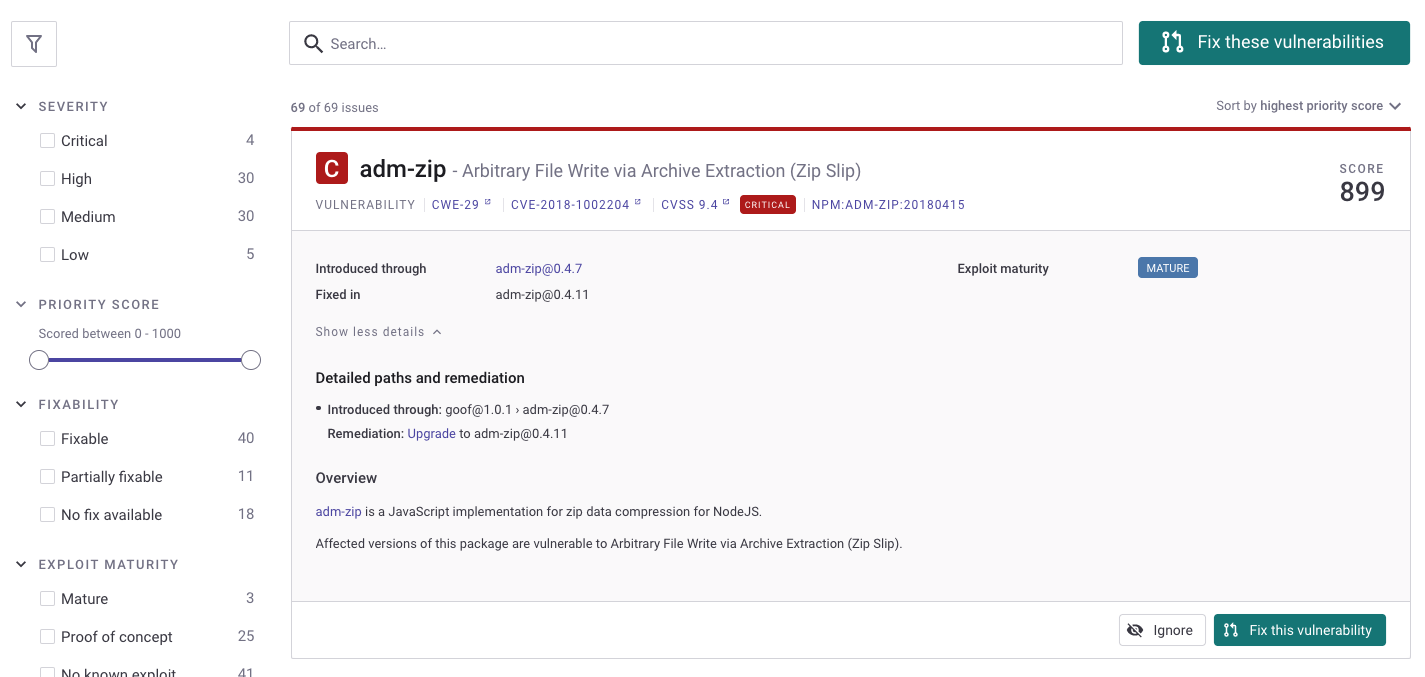 Search…
Fix these vulnerabilities
SEVERITY
Critical 4
High 30
Medium 30
Low 5
PRIORITY SCORE
Scored between 0 - 1000
FIXABILITY
Fixable 40
Partially fixable 11
No fix available 18
EXPLOIT MATURITY
Mature 3
Proof of concept 25
No known exploit 41
69 of 69 issues
Sort by highest priority score
C adm-zip - Arbitrary File Write via Archive Extraction (Zip Slip)
SCORE
899
VULNERABILITY CWE-29 CVE-2018-1002204 CVSS 9.4 CRITICAL NPM:ADM-ZIP:20180415
Introduced through adm-zip@0.4.7
Exploit maturity MATURE
Fixed in adm-zip@0.4.11
Show less details
Detailed paths and remediation
• Introduced through: goof@1.0.1 › adm-zip@0.4.7
Remediation: Upgrade to adm-zip@0.4.11
Overview
adm-zip is a JavaScript implementation for zip data compression for NodeJS.
Affected versions of this package are vulnerable to Arbitrary File Write via Archive Extraction (Zip Slip).
Ignore
Fix this vulnerability